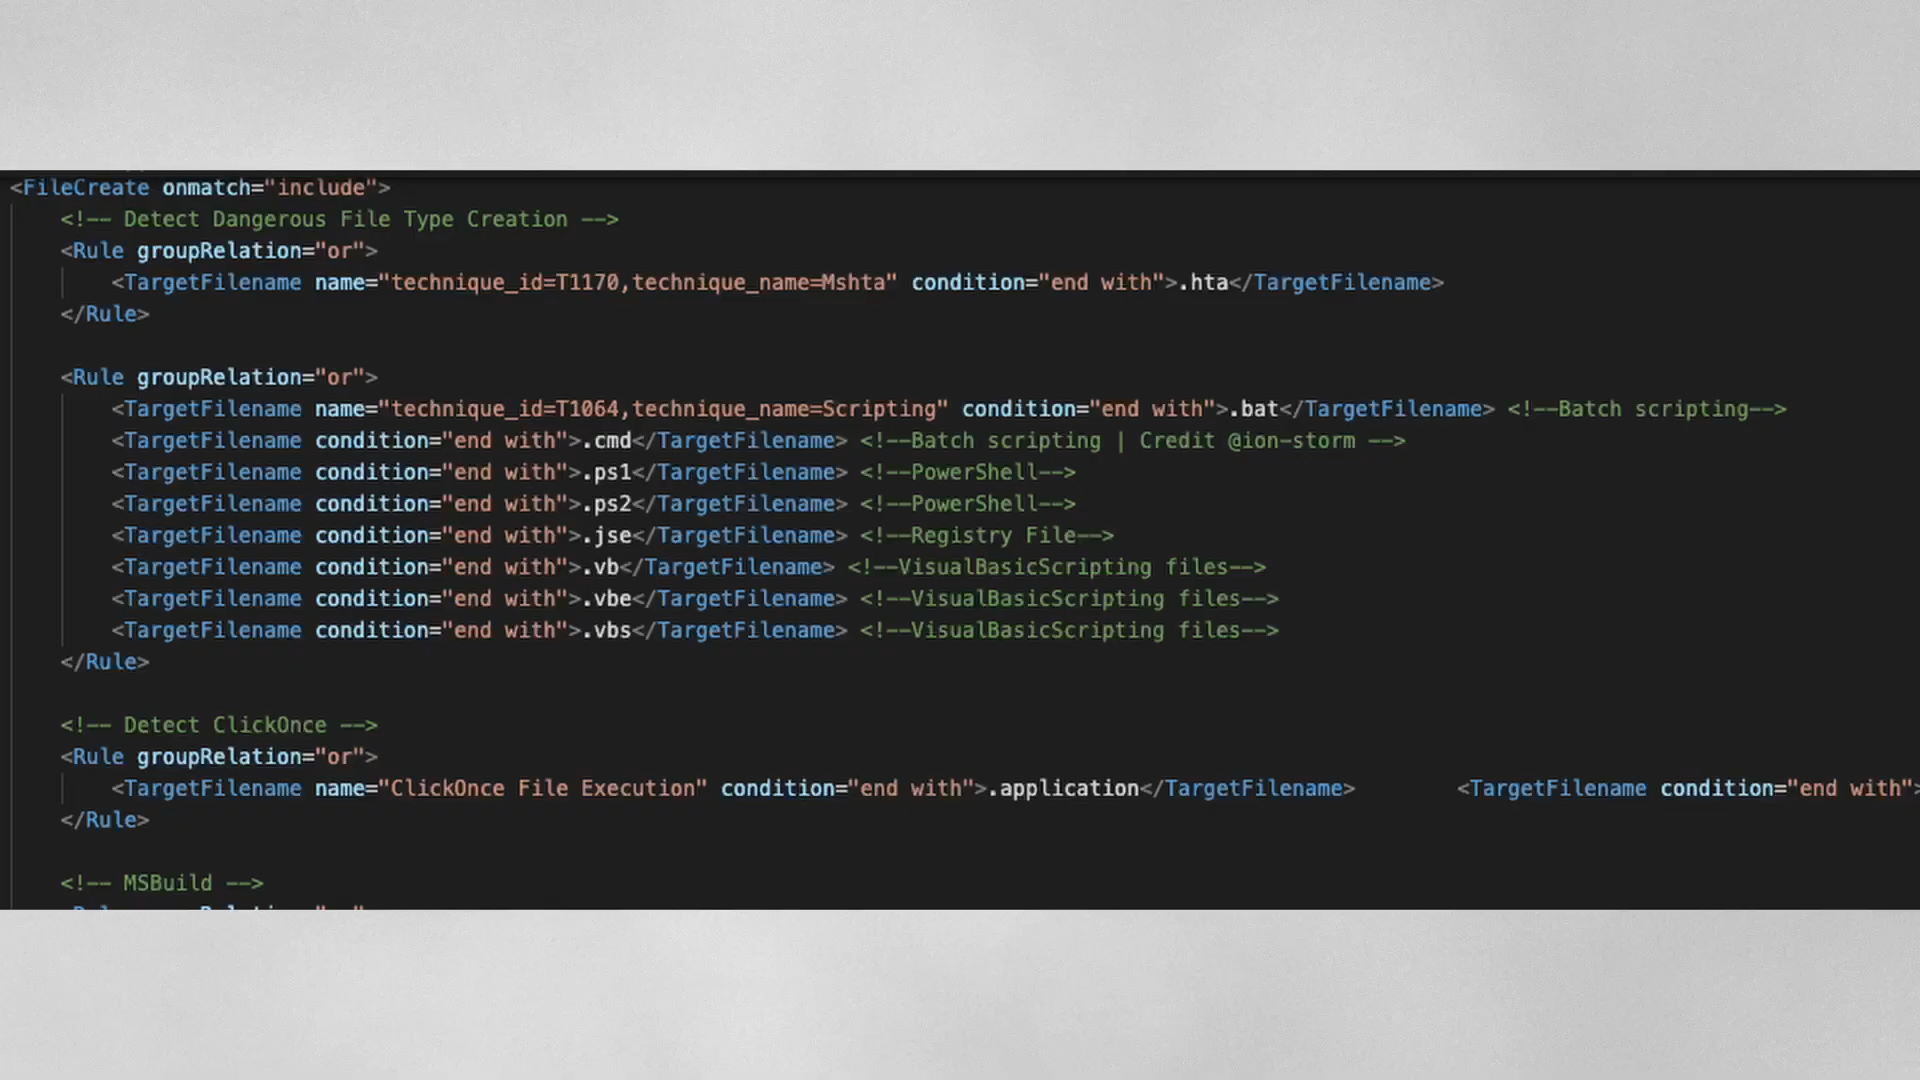 <FileCreate onmatch="include">
<!-- Detect Dangerous File Type Creation -->
<Rule groupRelation="or">
<TargetFilename name="technique_id=T1170,technique_name=Mshta" condition="end with">.hta</TargetFilename>
</Rule>
<Rule groupRelation="or">
<TargetFilename name="technique_id=T1064,technique_name=Scripting" condition="end with">.bat</TargetFilename> <!--Batch scripting-->
<TargetFilename condition="end with">.cmd</TargetFilename> <!--Batch scripting | Credit @ion-storm -->
<TargetFilename condition="end with">.ps1</TargetFilename> <!--PowerShell-->
<TargetFilename condition="end with">.ps2</TargetFilename> <!--PowerShell-->
<TargetFilename condition="end with">.jse</TargetFilename> <!--Registry File-->
<TargetFilename condition="end with">.vb</TargetFilename> <!--VisualBasicScripting files-->
<TargetFilename condition="end with">.vbe</TargetFilename> <!--VisualBasicScripting files-->
<TargetFilename condition="end with">.vbs</TargetFilename> <!--VisualBasicScripting files-->
</Rule>
<!-- Detect ClickOnce -->
<Rule groupRelation="or">
<TargetFilename name="ClickOnce File Execution" condition="end with">.application</TargetFilename> <TargetFilename condition="end with">
</Rule>
<!-- MSBuild -->